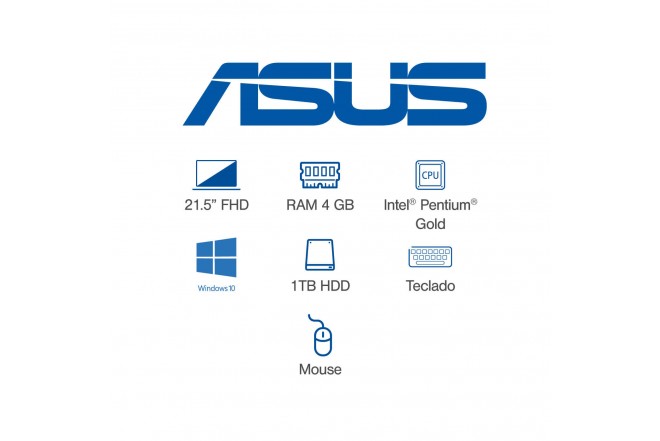 ASUS
CPU
21.5” FHD
RAM 4 GB
Intel® Pentium®
Gold
Windows10
1TB HDD
Teclado
Mouse